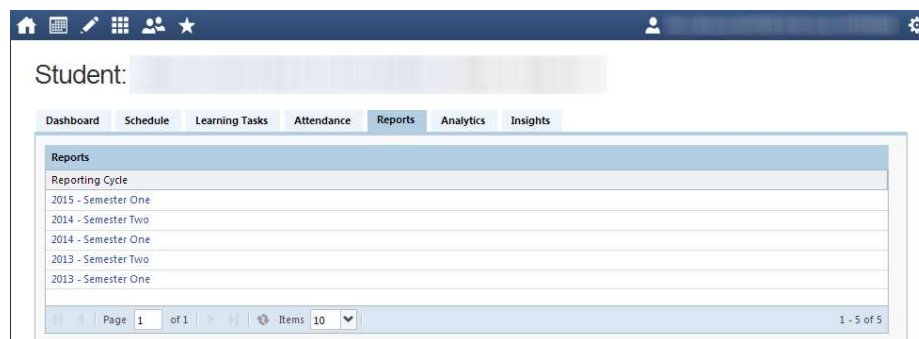 Student:
Dashboard Schedule Learning Tasks Attendance Reports Analytics Insights
Reports
Reporting Cycle
2015 - Semester One
2014 - Semester Two
2014 - Semester One
2013 - Semester Two
2013 - Semester One
Page 1 of 1 Items 10 1 - 5 of 5